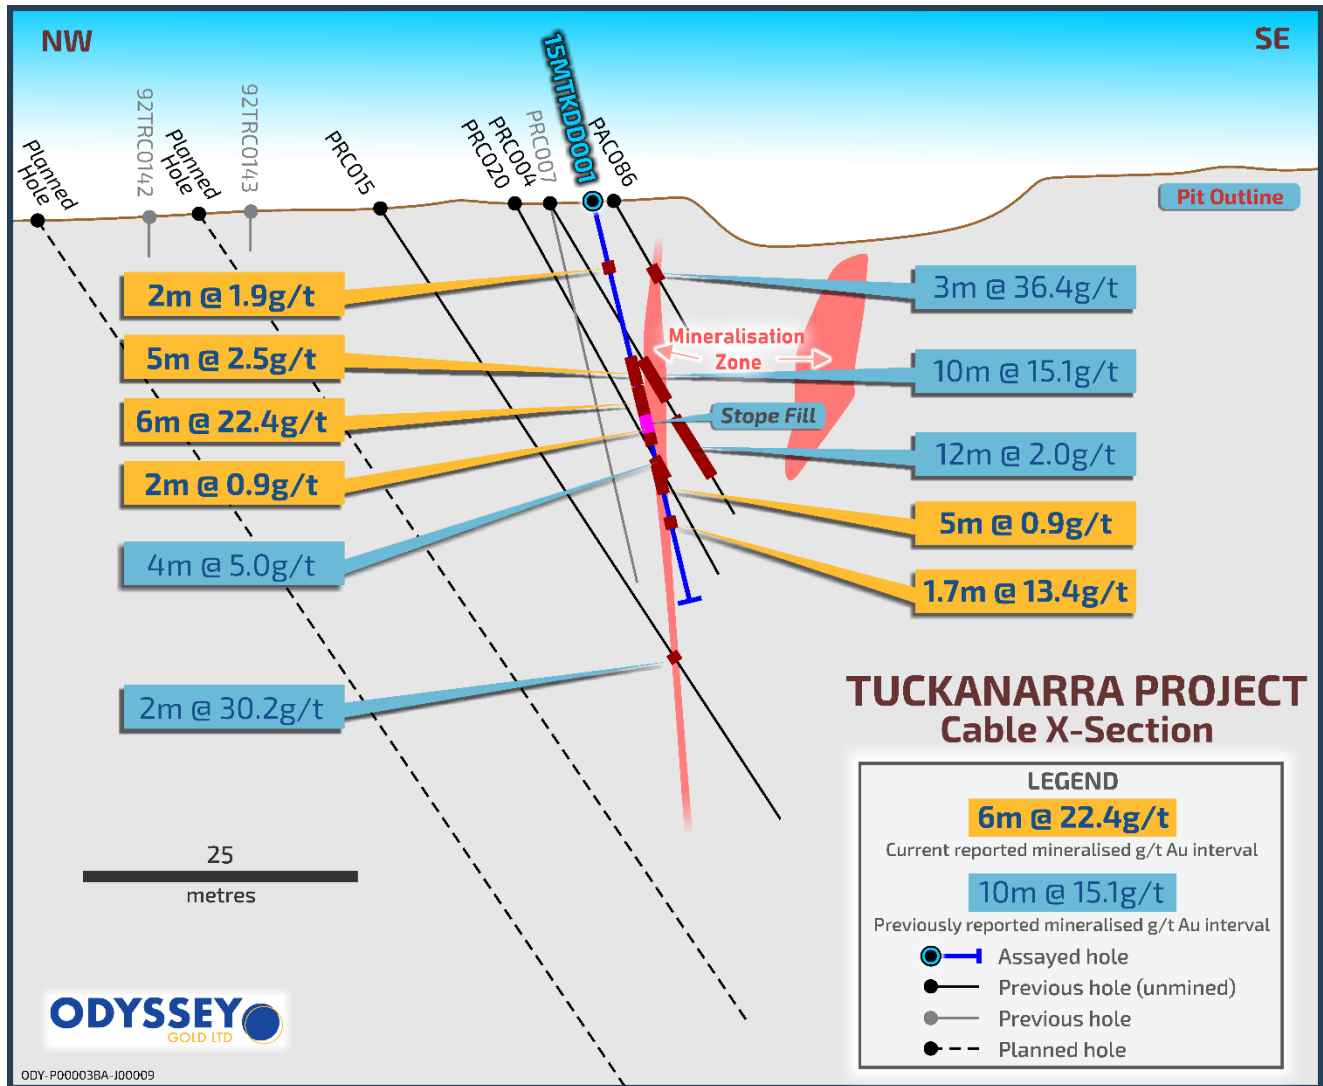 NW
SE
Planned
Hole
92TRC0142
Planned
Hole
92TRC0143
PRC015
PRC020
PRC004
PRC007
15MTKDD001
PAC086
Pit Outline
2m @ 1.9g/t
5m @ 2.5g/t
6m @ 22.4g/t
2m @ 0.9g/t
4m @ 5.0g/t
2m @ 30.2g/t
Mineralisation
Zone
Stope Fill
3m @ 36.4g/t
10m @ 15.1g/t
12m @ 2.0g/t
5m @ 0.9g/t
1.7m @ 13.4g/t
TUCKANARRA PROJECT
Cable X-Section
LEGEND
6m @ 22.4g/t
Current reported mineralised g/t Au interval
10m @ 15.1g/t
Previously reported mineralised g/t Au interval
Assayed hole
Previous hole (unmined)
Previous hole
Planned hole
25
metres
ODYSSEY
GOLD LTD
ODY-P00003BA-J00009